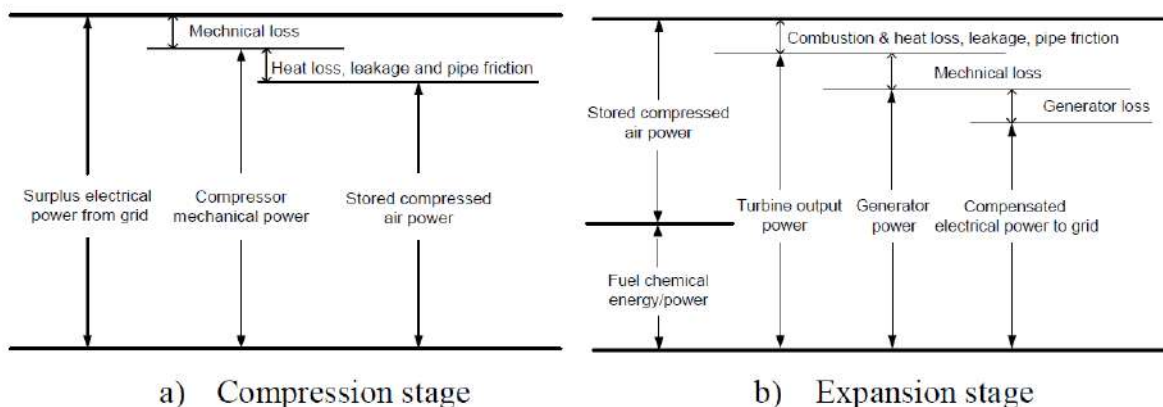 Mechnical loss
Heat loss, leakage and pipe friction
Surplus electrical
power from grid
Compressor
mechanical power
Stored compressed
air power
a) Compression stage
Combustion & heat loss, leakage, pipe friction
Mechnical loss
Generator loss
Stored compressed
air power
Turbine output
power
Generator
power
Compensated
electrical power to grid
Fuel chemical
energy/power
b) Expansion stage